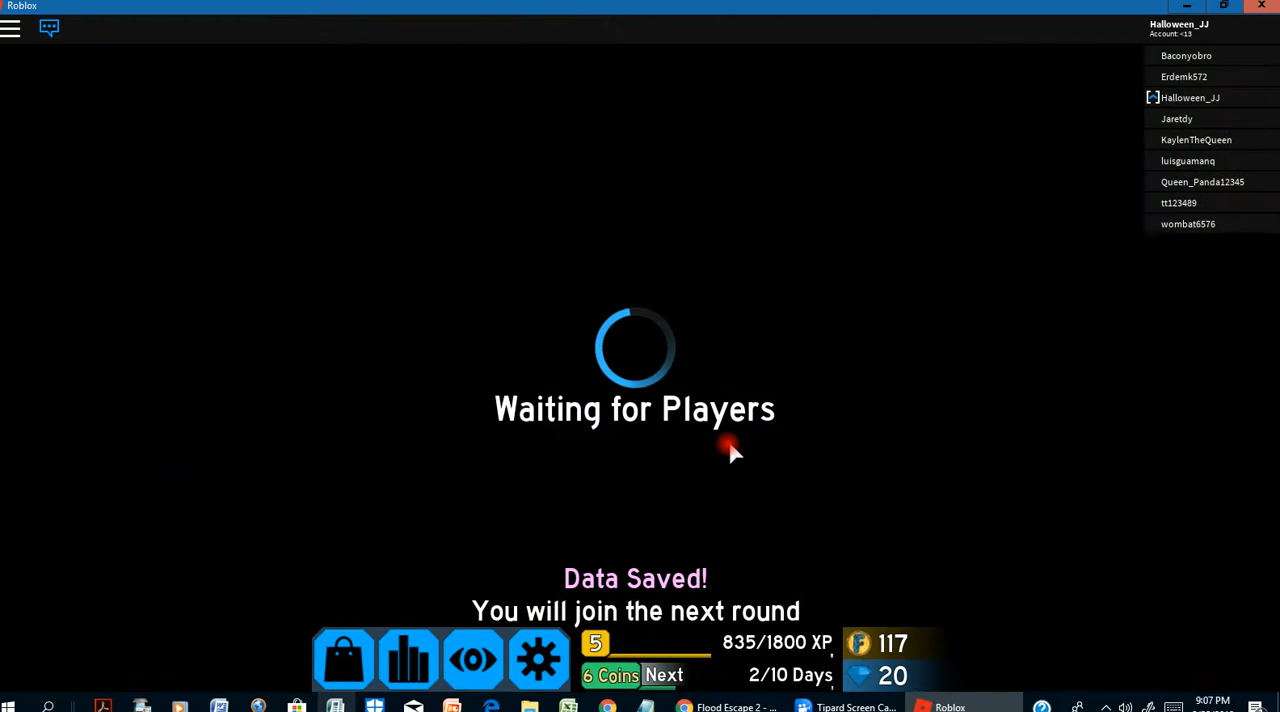 Roblox
Halloween_JJ
Account: <13
Baconyobro
Erdemk572
Halloween_JJ
Jaretdy
KaylenTheQueen
luisguamanq
Queen_Panda12345
tt123489
wombat6576
Waiting for Players
Data Saved!
You will join the next round
5
835/1800 XP
117
6 Coins
Next
2/10 Days
20
Flood Escape 2 - ...
Tipard Screen Ca...
Roblox
9:07 PM